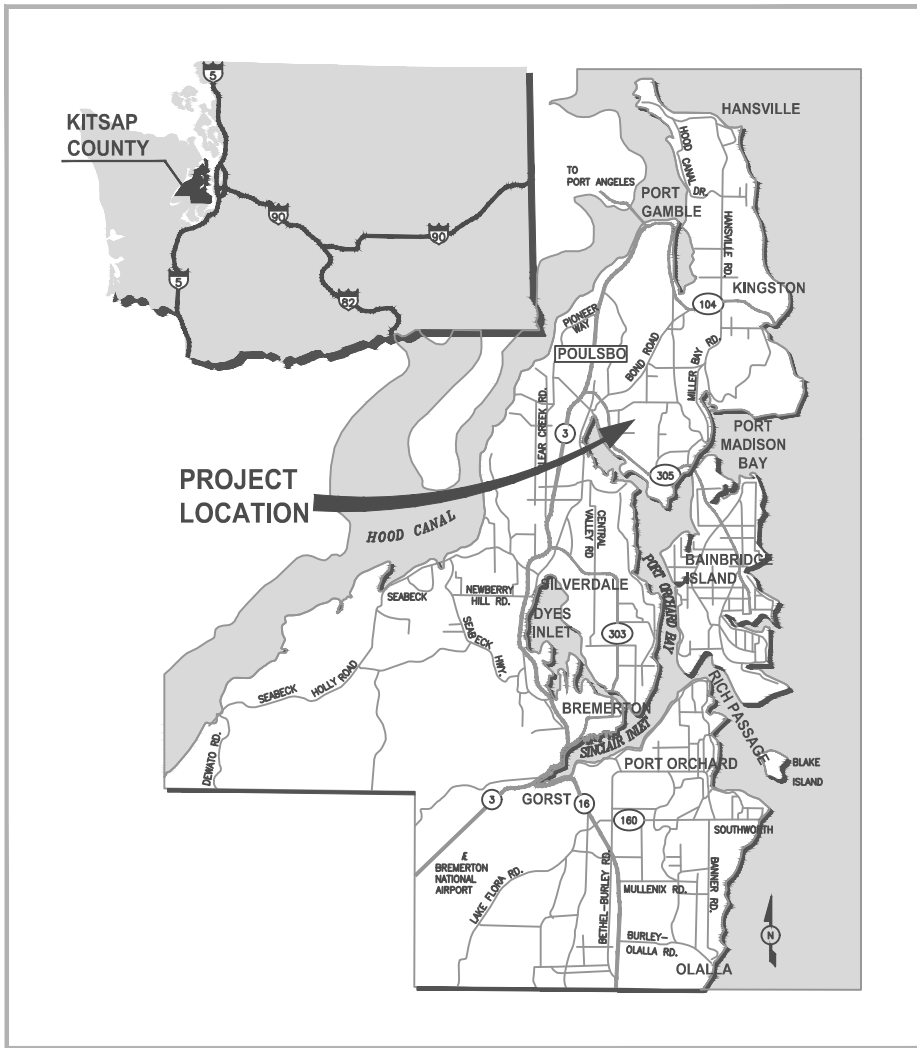 5
KITSAP
COUNTY
90
90
5
82
HANSVILLE
HOOD CANAL
DR.
TO
PORT ANGELES
PORT
GAMBLE
HANSVILLE RD.
KINGSTON
104
PIONEER
WAY
POULSBO
BOND ROAD
MILLER BAY RD.
LEAR CREEK RD.
3
PORT
MADISON
BAY
305
PROJECT
LOCATION
HOOD CANAL
CENTRAL
VALLEY RD
PORT ORCHARD BAY
BAINBRIDGE
ISLAND
SILVERDALE
NEWBERRY
HILL RD.
SEABECK
DYES
INLET
303
SEABECK
HWY.
SEABECK
HOLLY ROAD
DEWATO RD.
BREMERTON
RICH PASSAGE
SINCLAIR INLET
PORT ORCHARD
BLAKE
ISLAND
3
GORST
16
160
SOUTHWORTH
BREMERTON
NATIONAL
AIRPORT
LAKE FLORA RD.
BETHEL-BURLEY RD.
MULLENIX RD.
BANNER RD.
BURLEY-
OLALLA RD.
OLALLA
N